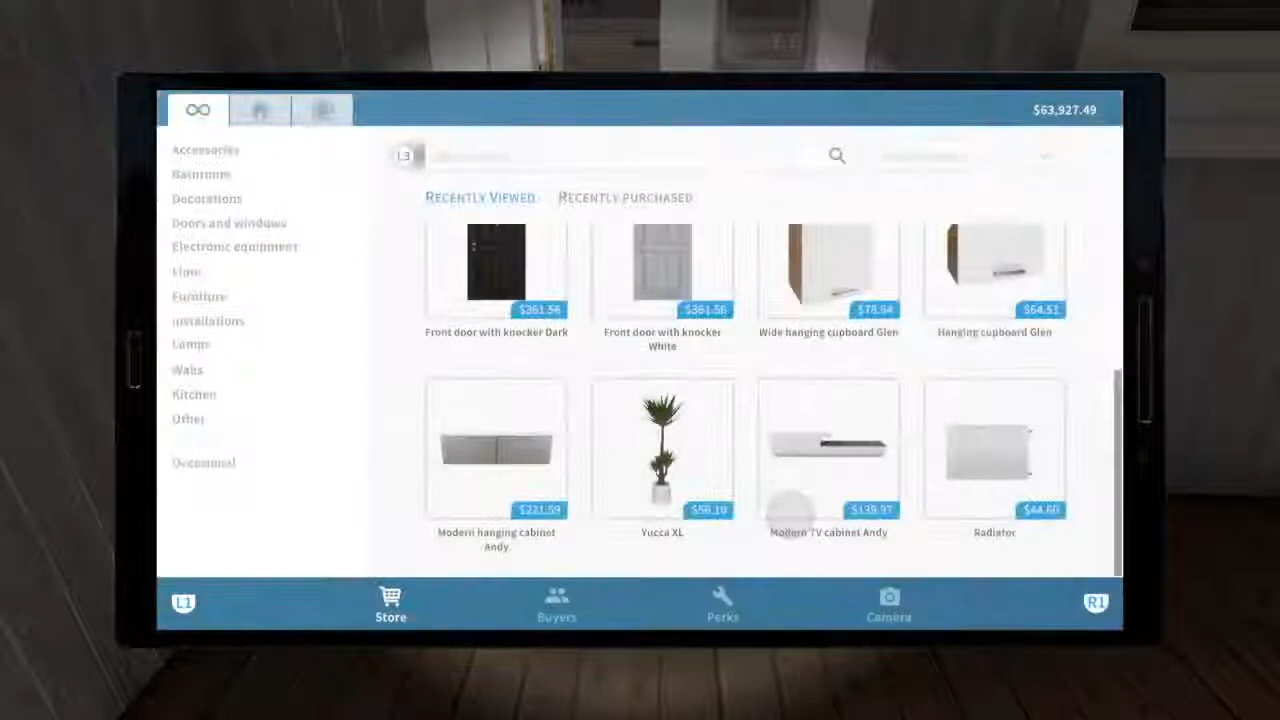 $63,927.49
Accessories
Bathroom
Decorations
Doors and windows
Electronic equipment
Floor
Furniture
Installations
Lamps
Walls
Kitchen
Other
L3
RECENTLY VIEWED
RECENTLY PURCHASED
$361.56
$361.56
$78.64
$64.51
Front door with knocker Dark
Front door with knocker
White
Wide hanging cupboard Glen
Hanging cupboard Glen
$221.59
$56.10
$44.60
Modern hanging cabinet
Andy
Yucca XL
Modern TV cabinet Andy
Radiator
L1
Store
Buyers
Perks
Camera
R1